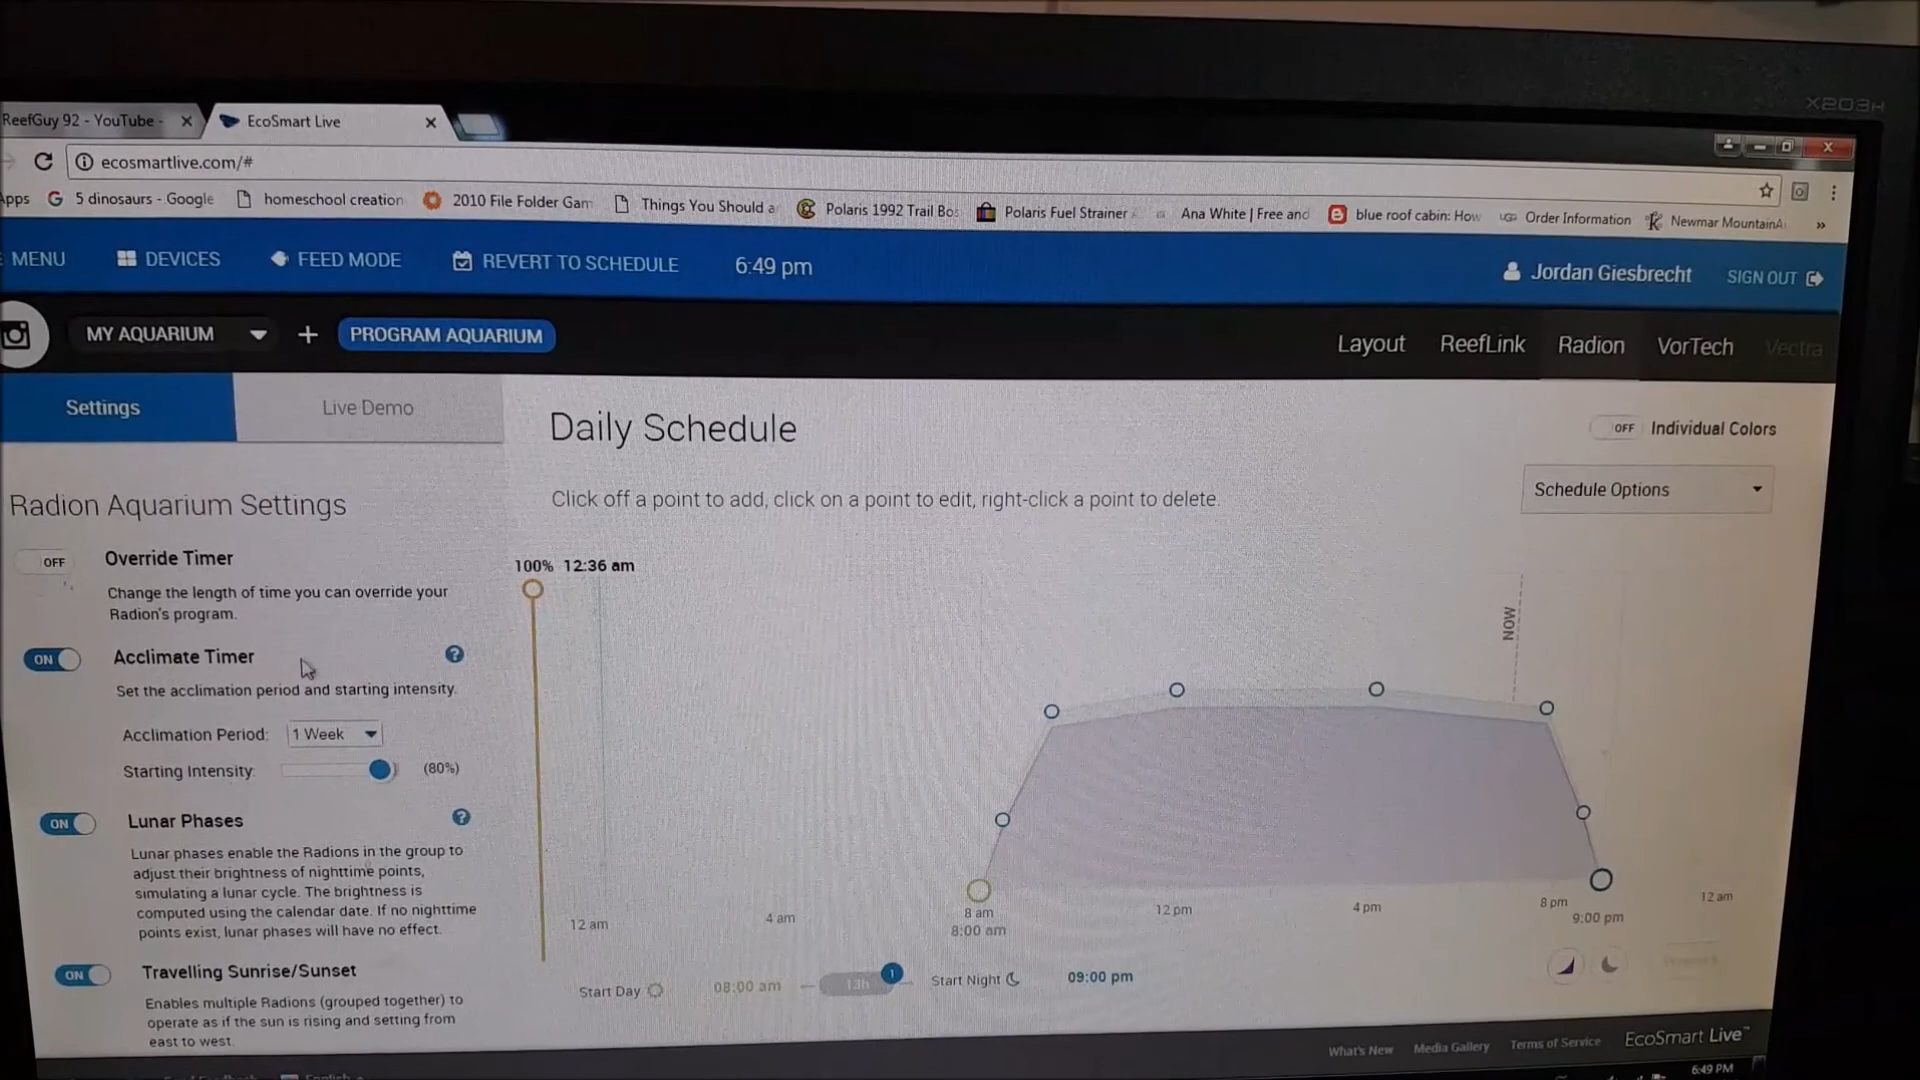 X203H
ReefGuy 92 - YouTube -
EcoSmart Live
ecosmartlive.com/#
Apps 5 dinosaurs - Google homeschool creation 2010 File Folder Gam Things You Should a Polaris 1992 Trail Bos Polaris Fuel Strainer Ana White | Free and blue roof cabin: How Order Information Newmar MountainA »
MENU DEVICES FEED MODE REVERT TO SCHEDULE 6:49 pm Jordan Giesbrecht SIGN OUT
MY AQUARIUM + PROGRAM AQUARIUM Layout ReefLink Radion VorTech Vectra
Settings Live Demo
Daily Schedule
OFF Individual Colors
Click off a point to add, click on a point to edit, right-click a point to delete.
Schedule Options
Radion Aquarium Settings
OFF Override Timer
Change the length of time you can override your
Radion's program.
ON Acclimate Timer ?
Set the acclimation period and starting intensity.
Acclimation Period: 1 Week
Starting Intensity: (80%)
ON Lunar Phases ?
Lunar phases enable the Radions in the group to
adjust their brightness of nighttime points,
simulating a lunar cycle. The brightness is
computed using the calendar date. If no nighttime
points exist, lunar phases will have no effect.
ON Travelling Sunrise/Sunset
Enables multiple Radions (grouped together) to
operate as if the sun is rising and setting from
east to west.
100% 12:36 am
NOW
12 am 4 am 8 am 12 pm 4 pm 8 pm 12 am
8:00 am 9:00 pm
Start Day 08:00 am 13h 1 Start Night 09:00 pm
What's New Media Gallery Terms of Service EcoSmart Live™
English
6:49 PM